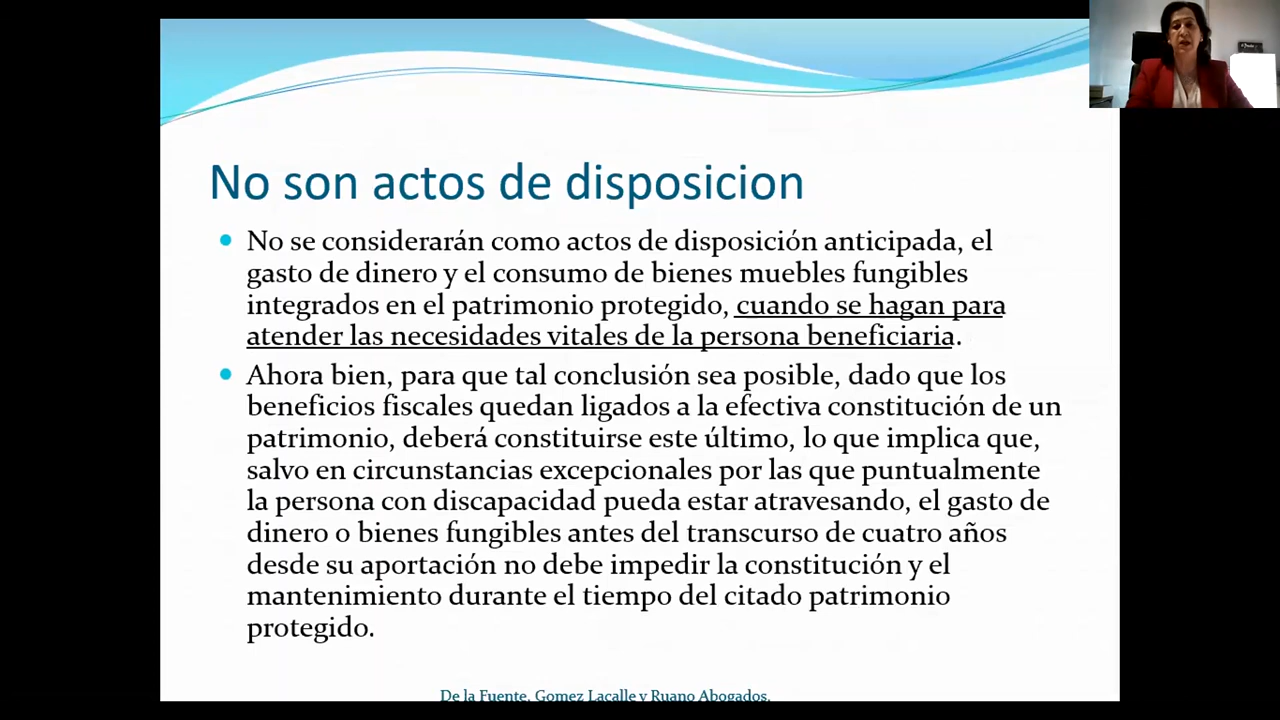 No son actos de disposicion
No se considerarán como actos de disposición anticipada, el
gasto de dinero y el consumo de bienes muebles fungibles
integrados en el patrimonio protegido, cuando se hagan para
atender las necesidades vitales de la persona beneficiaria.
Ahora bien, para que tal conclusión sea posible, dado que los
beneficios fiscales quedan ligados a la efectiva constitución de un
patrimonio, deberá constituirse este último, lo que implica que,
salvo en circunstancias excepcionales por las que puntualmente
la persona con discapacidad pueda estar atravesando, el gasto de
dinero o bienes fungibles antes del transcurso de cuatro años
desde su aportación no debe impedir la constitución y el
mantenimiento durante el tiempo del citado patrimonio
protegido.
De la Fuente, Gomez Lacalle y Ruano Abogados.